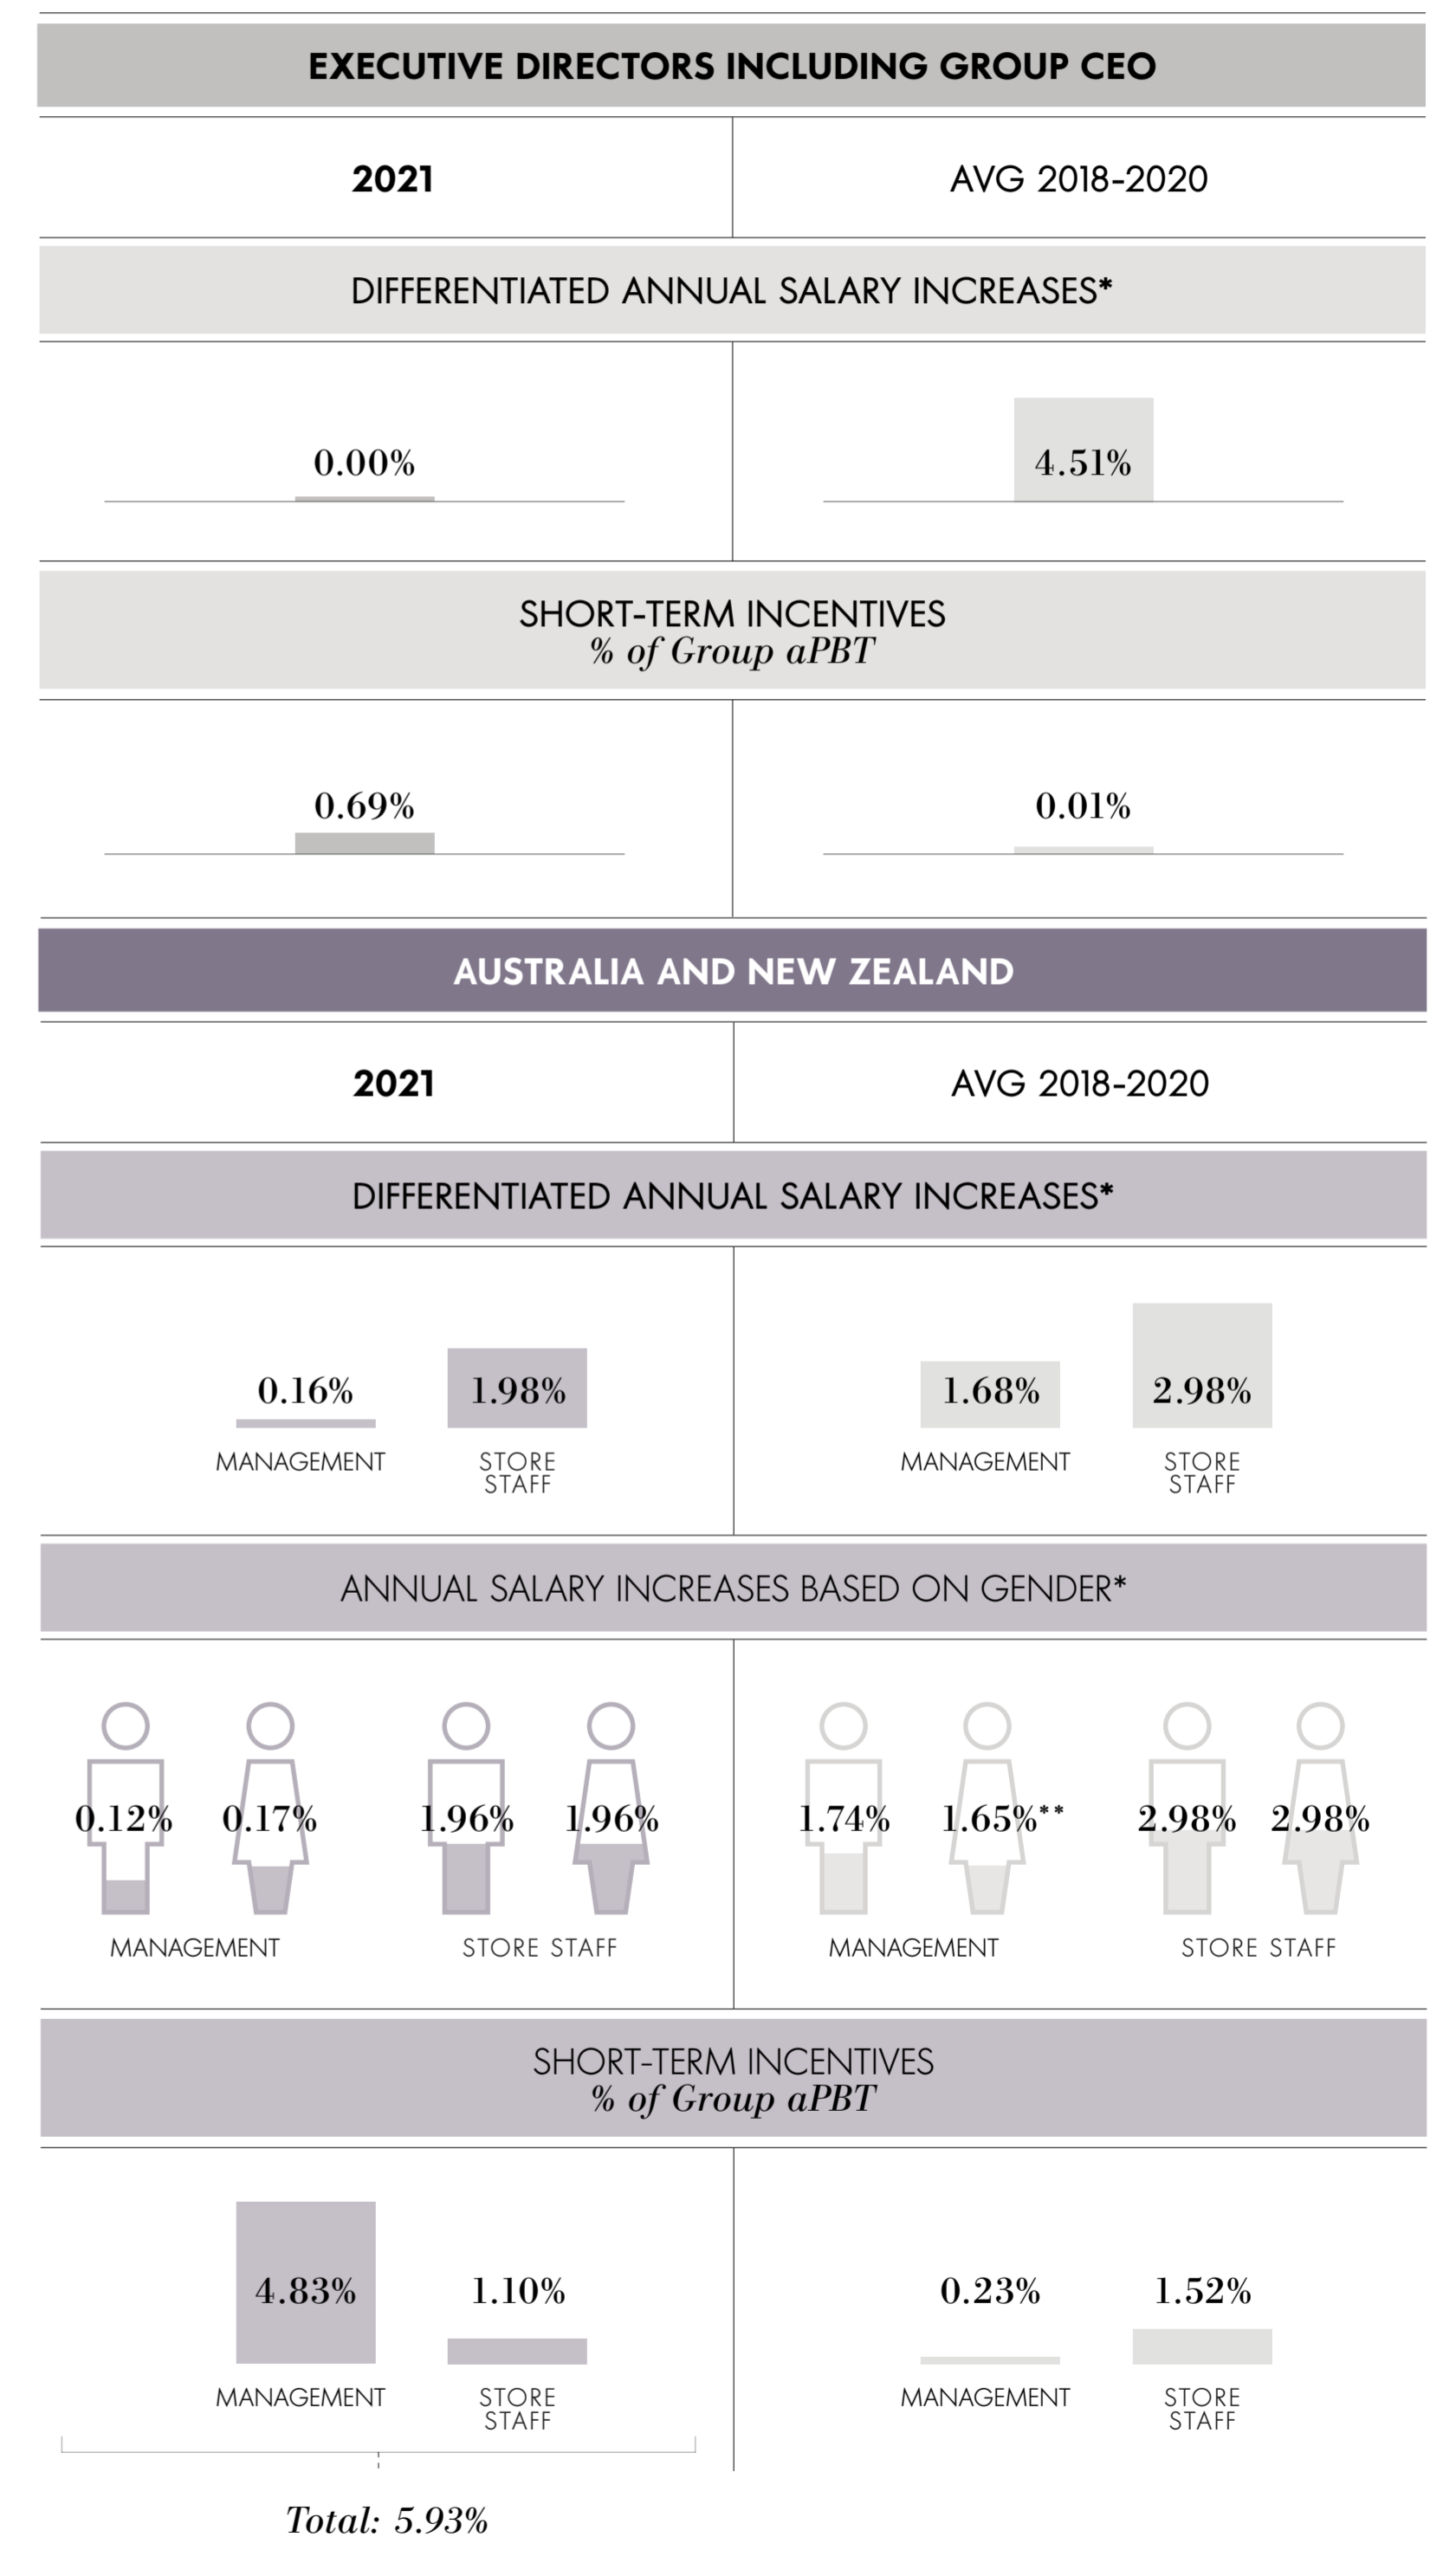 EXECUTIVE DIRECTORS INCLUDING GROUP CEO
2021
AVG 2018-2020
DIFFERENTIATED ANNUAL SALARY INCREASES*
0.00%
4.51%
SHORT-TERM INCENTIVES
% of Group aPBT
0.69%
0.01%
AUSTRALIA AND NEW ZEALAND
2021
AVG 2018-2020
DIFFERENTIATED ANNUAL SALARY INCREASES*
0.16%
1.98%
1.68%
2.98%
MANAGEMENT
STORE
STAFF
MANAGEMENT
STORE
STAFF
ANNUAL SALARY INCREASES BASED ON GENDER*
0.12%
0.17%
1.96%
1.96%
1.74%
1.65%**
2.98%
2.98%
MANAGEMENT
STORE STAFF
MANAGEMENT
STORE STAFF
SHORT-TERM INCENTIVES
% of Group aPBT
4.83%
1.10%
0.23%
1.52%
MANAGEMENT
STORE
STAFF
MANAGEMENT
STORE
STAFF
Total: 5.93%